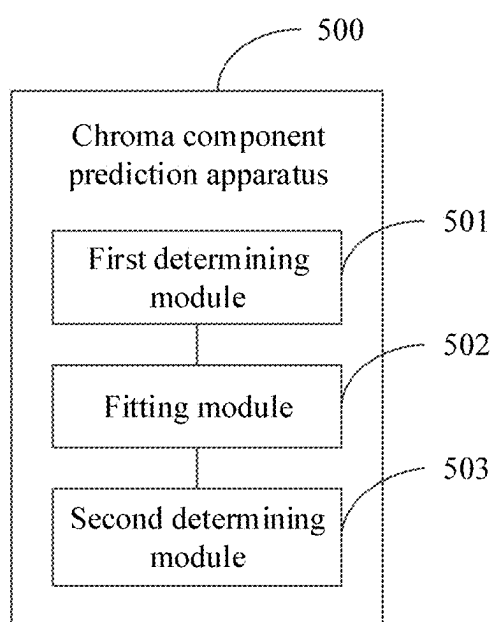 500
Chroma component
prediction apparatus
501
First determining
module
502
Fitting module
503
Second determining
module